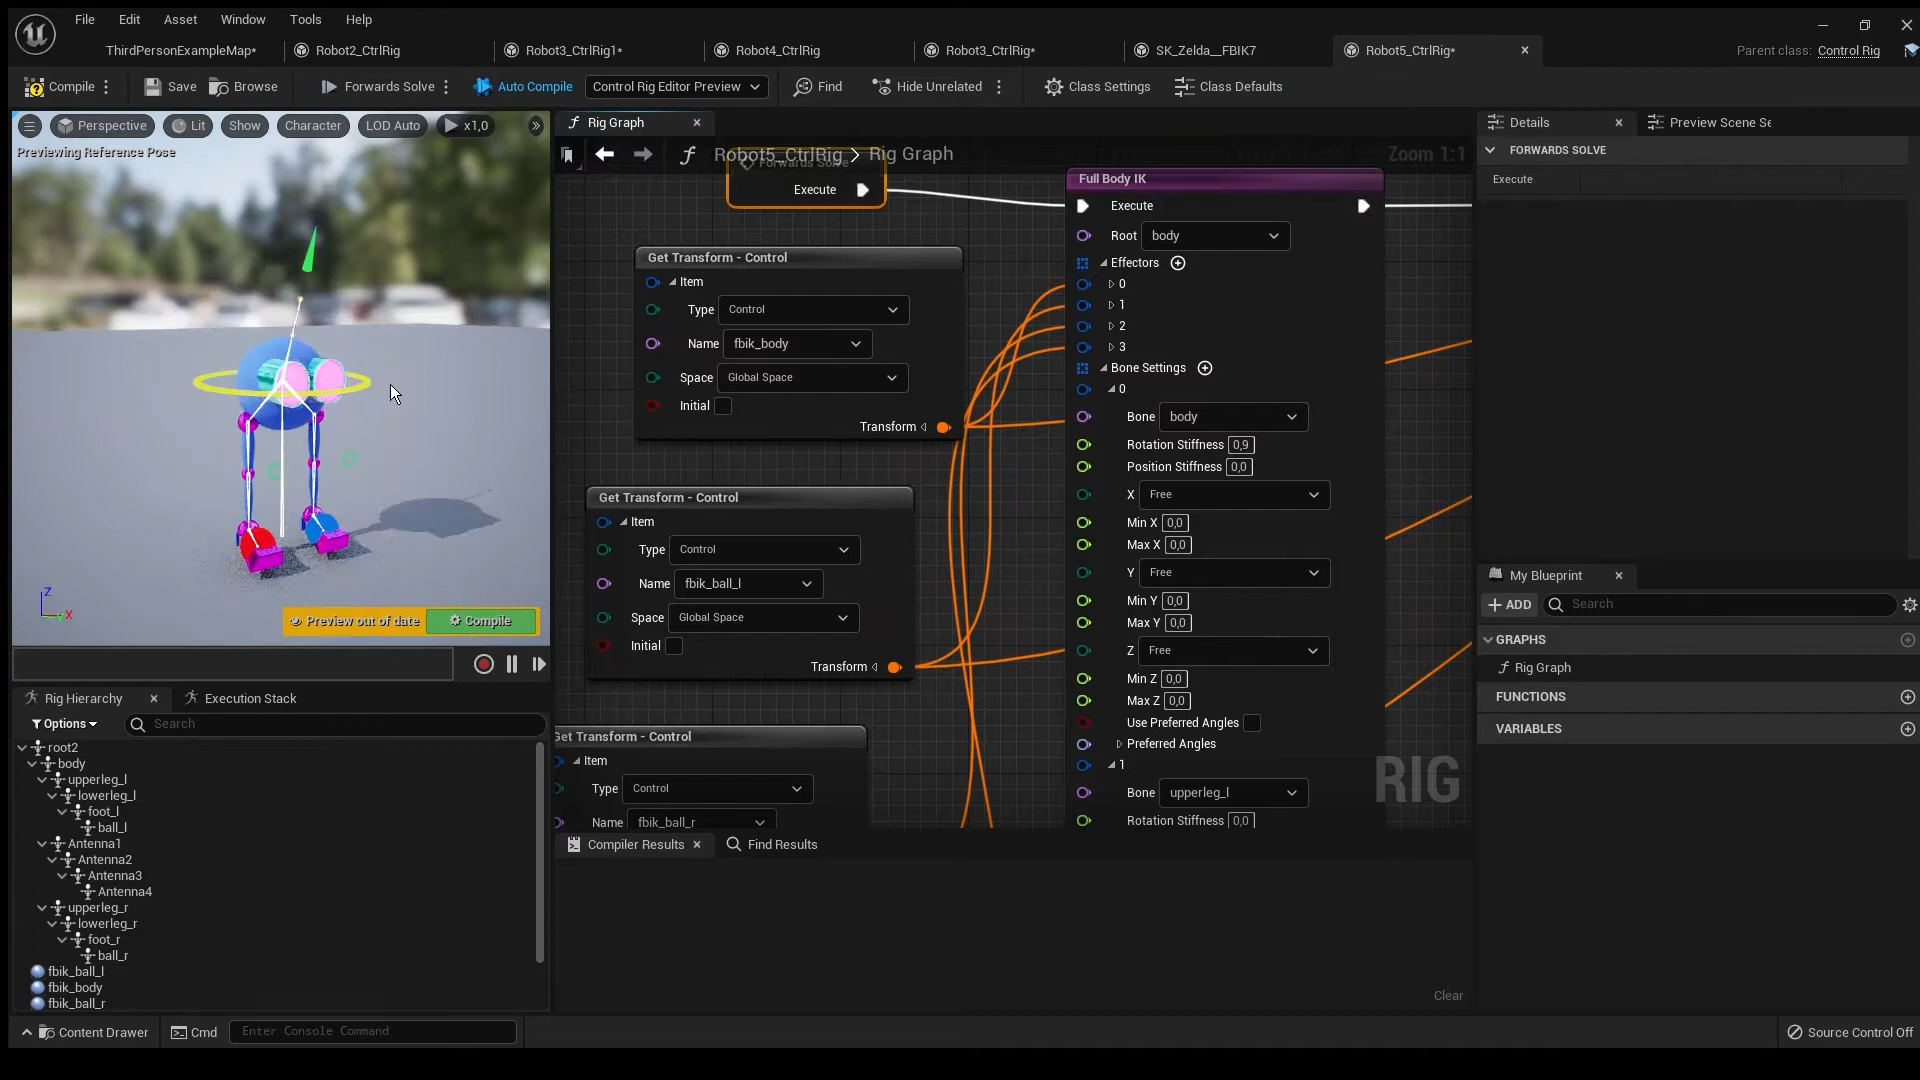 File Edit Asset Window Tools Help
ThirdPersonExampleMap* Robot2_CtrlRig Robot3_CtrlRig1* Robot4_CtrlRig Robot3_CtrlRig* SK_Zelda__FBIK7 Robot5_CtrlRig* Parent class: Control Rig
Compile Save Browse Forwards Solve Auto Compile Control Rig Editor Preview Find Hide Unrelated Class Settings Class Defaults
Perspective Lit Show Character LOD Auto x1,0
Previewing Reference Pose
Z
X
Preview out of date Compile
Rig Hierarchy Execution Stack
Options Search
root2
body
upperleg_l
lowerleg_l
foot_l
ball_l
Antenna1
Antenna2
Antenna3
Antenna4
upperleg_r
lowerleg_r
foot_r
ball_r
fbik_ball_l
fbik_body
fbik_ball_r
Rig Graph
Robot5_CtrlRig > Rig Graph Zoom 1:1
Forwards Solve
Execute
Get Transform - Control
Item
Type Control
Name fbik_body
Space Global Space
Initial
Transform
Get Transform - Control
Item
Type Control
Name fbik_ball_l
Space Global Space
Initial
Transform
Get Transform - Control
Item
Type Control
Name fbik_ball_r
Full Body IK
Execute
Root body
Effectors
0
1
2
3
Bone Settings
0
Bone body
Rotation Stiffness 0,9
Position Stiffness 0,0
X Free
Min X 0,0
Max X 0,0
Y Free
Min Y 0,0
Max Y 0,0
Z Free
Min Z 0,0
Max Z 0,0
Use Preferred Angles
Preferred Angles
1
Bone upperleg_l
Rotation Stiffness 0,0
RIG
Compiler Results Find Results
Clear
Details Preview Scene Se
FORWARDS SOLVE
Execute
My Blueprint
ADD Search
GRAPHS
Rig Graph
FUNCTIONS
VARIABLES
Content Drawer Cmd Enter Console Command Source Control Off